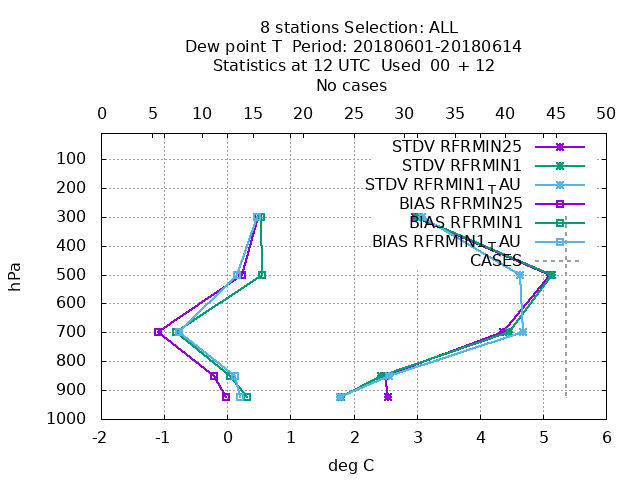 8 stations Selection: ALL
Dew point T  Period: 20180601-20180614
Statistics at 12 UTC  Used  00 + 12
No cases
0 5 10 15 20 25 30 35 40 45 50
STDV RFRMIN25
STDV RFRMIN1
STDV RFRMIN1TAU
BIAS RFRMIN25
BIAS RFRMIN1
BIAS RFRMIN1TAU
CASES
100
200
300
400
500
600
700
800
900
1000
hPa
-2 -1 0 1 2 3 4 5 6
deg C